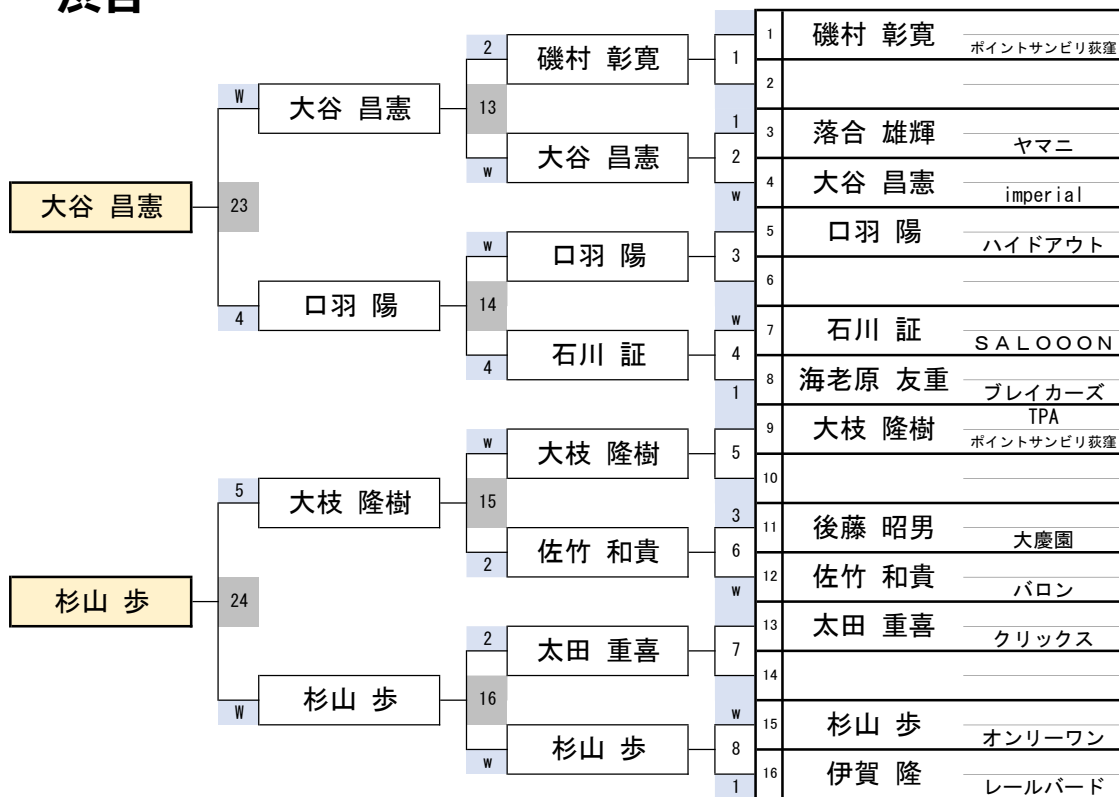 渋谷
1 磯村 彰寛 ポイントサンビリ荻窪
2 磯村 彰寛 1
2
W 大谷 昌憲 13 1
3 落合 雄輝 ヤマニ
W 大谷 昌憲 2
4 大谷 昌憲 imperial
W
大谷 昌憲 23
5 口羽 陽 ハイドアウト
W 口羽 陽 3
6
4 口羽 陽 14 W
7 石川 証 ＳＡＬＯＯＯＮ
4 石川 証 4
8 海老原 友重 ブレイカーズ
1
9 大枝 隆樹 TPA
ポイントサンビリ荻窪
W 大枝 隆樹 5
10
5 大枝 隆樹 15 3
11 後藤 昭男 大慶園
2 佐竹 和貴 6
12 佐竹 和貴 バロン
W
杉山 歩 24
13 太田 重喜 クリックス
2 太田 重喜 7
14
W 杉山 歩 16 W
15 杉山 歩 オンリーワン
W 杉山 歩 8
16 伊賀 隆 レールバード
1